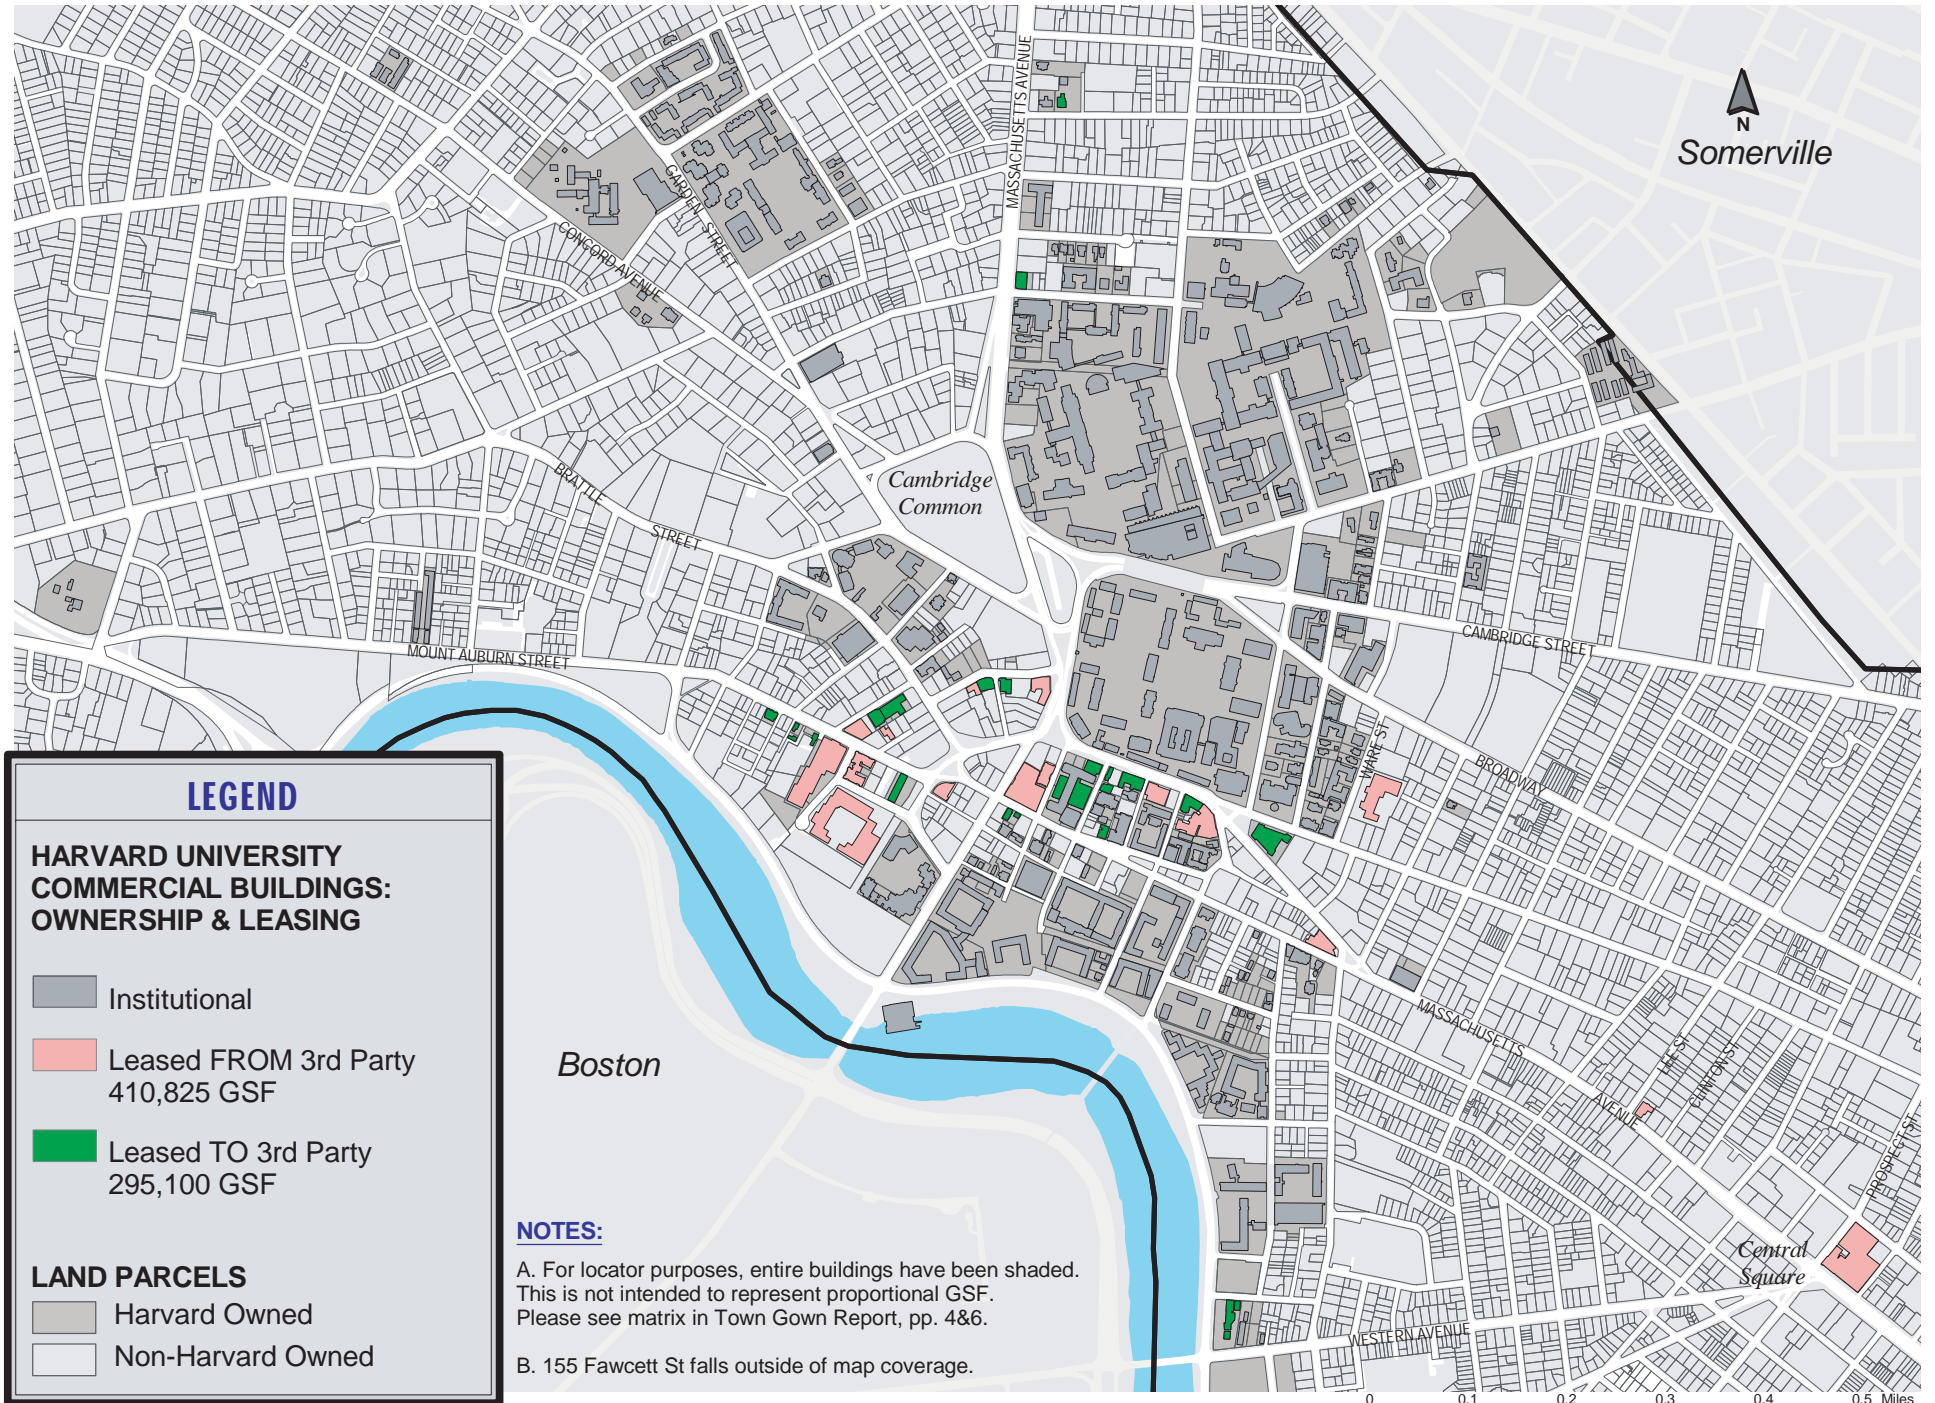 MASSACHUSETTS AVENUE
N
Somerville
GARDEN STREET
CONCORD AVENUE
Cambridge
Common
BRATTLE
STREET
MOUNT AUBURN STREET
CAMBRIDGE STREET
WARE ST
BROADWAY
LEGEND
HARVARD UNIVERSITY
COMMERCIAL BUILDINGS:
OWNERSHIP & LEASING
Institutional
Leased FROM 3rd Party
410,825 GSF
Leased TO 3rd Party
295,100 GSF
LAND PARCELS
Harvard Owned
Non-Harvard Owned
Boston
MASSACHUSETTS
AVENUE
LEE ST
CLINTON ST
PROSPECT ST
Central
Square
WESTERN AVENUE
NOTES:
A. For locator purposes, entire buildings have been shaded.
This is not intended to represent proportional GSF.
Please see matrix in Town Gown Report, pp. 4&6.
B. 155 Fawcett St falls outside of map coverage.
0 0.1 0.2 0.3 0.4 0.5 Miles